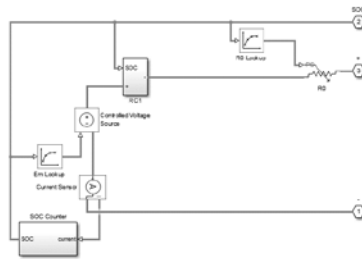 SOC
2
R0 Lookup
+
3
SOC
RC1
R0
Controlled Voltage
Source
Em Lookup
Current Sensor
A
-
1
SOC Counter
SOC
current